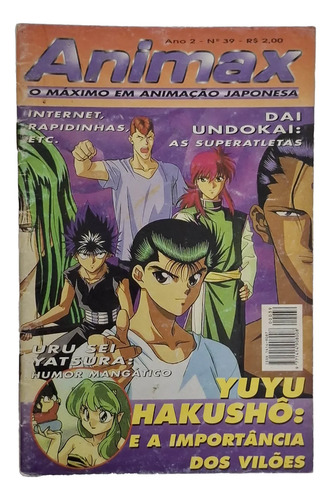 Ano 2 - Nº 39 - R$ 2,00
Animax
O MÁXIMO EM ANIMAÇÃO JAPONESA
INTERNET,
RAPIDINHAS,
ETC.
DAI
UNDOKAI:
AS SUPERATLETAS
URU SEI
YATSURA:
HUMOR MANGÁTICO
YUYU
HAKUSHÔ:
E A IMPORTÂNCIA
DOS VILÕES